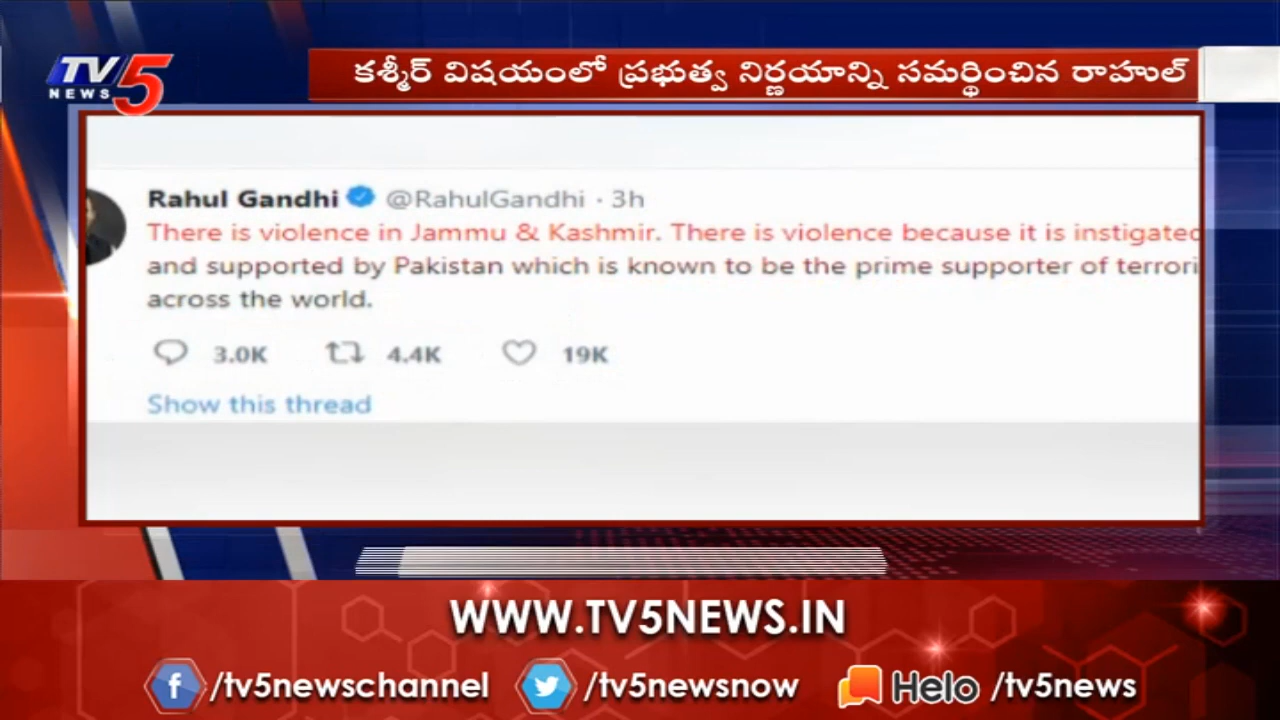 TV5
NEWS
కశ్మీర్ విషయంలో ప్రభుత్వ నిర్ణయాన్ని సమర్థించిన రాహుల్
Rahul Gandhi @RahulGandhi · 3h
There is violence in Jammu & Kashmir. There is violence because it is instigated
and supported by Pakistan which is known to be the prime supporter of terrori
across the world.
3.0K 4.4K 19K
Show this thread
WWW.TV5NEWS.IN
/tv5newschannel /tv5newsnow Helo /tv5news